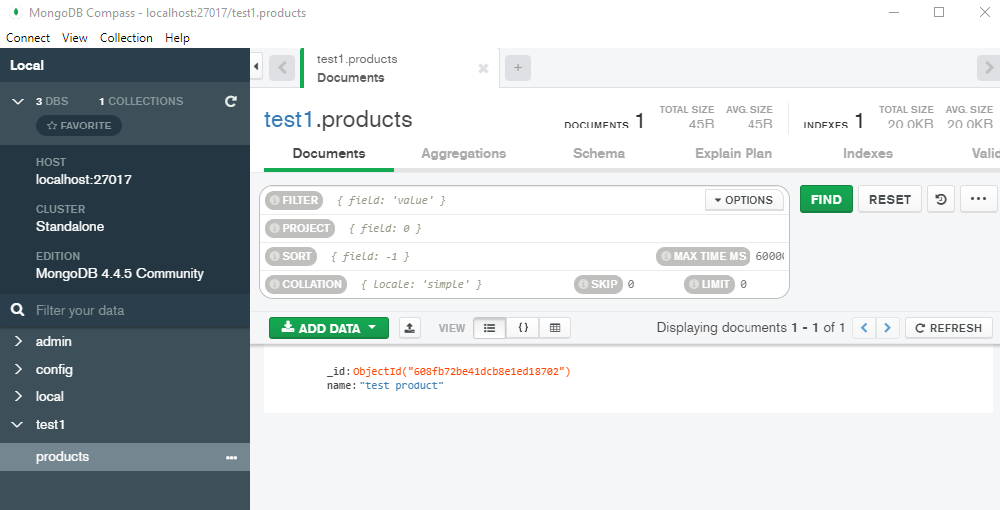 MongoDB Compass - localhost:27017/test1.products
Connect View Collection Help
Local
3 DBS 1 COLLECTIONS
FAVORITE
HOST
localhost:27017
CLUSTER
Standalone
EDITION
MongoDB 4.4.5 Community
Filter your data
admin
config
local
test1
products
test1.products
Documents
test1.products
DOCUMENTS 1
TOTAL SIZE
45B
AVG. SIZE
45B
INDEXES 1
TOTAL SIZE
20.0KB
AVG. SIZE
20.0KB
Documents Aggregations Schema Explain Plan Indexes Valid
FILTER { field: 'value' } OPTIONS
FIND RESET
PROJECT { field: 0 }
SORT { field: -1 } MAX TIME MS 6000
COLLATION { locale: 'simple' } SKIP 0 LIMIT 0
ADD DATA VIEW {} Displaying documents 1 - 1 of 1 < > REFRESH
_id: ObjectId("608fb72be41dcb8e1ed18702")
name: "test product"